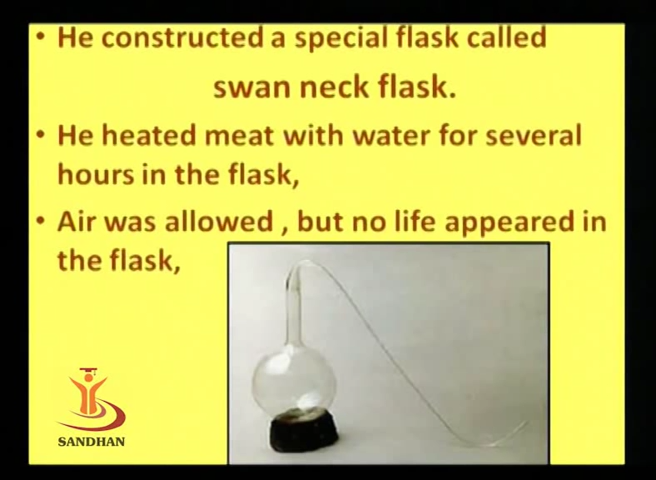 • He constructed a special flask called
swan neck flask.
• He heated meat with water for several
hours in the flask,
• Air was allowed , but no life appeared in
the flask,
SANDHAN